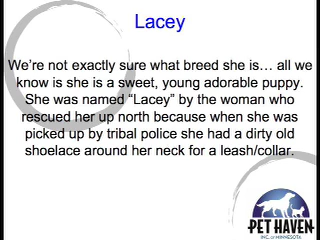 Lacey
We're not exactly sure what breed she is… all we
know is she is a sweet, young adorable puppy.
She was named “Lacey” by the woman who
rescued her up north because when she was
picked up by tribal police she had a dirty old
shoelace around her neck for a leash/collar.
PET HAVEN
INC. of MINNESOTA